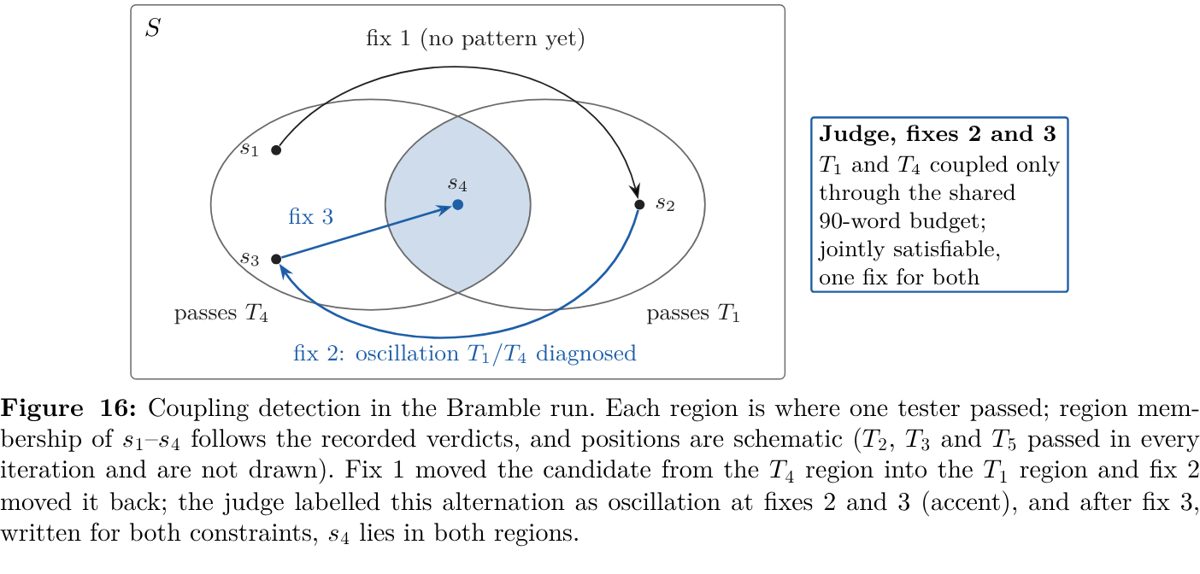 S
fix 1 (no pattern yet)
s₁
s₄
s₂
fix 3
s₃
passes T₄
passes T₁
fix 2: oscillation T₁/T₄ diagnosed
Judge, fixes 2 and 3
T₁ and T₄ coupled only
through the shared
90-word budget;
jointly satisfiable,
one fix for both
Figure 16: Coupling detection in the Bramble run. Each region is where one tester passed; region mem-
bership of s₁–s₄ follows the recorded verdicts, and positions are schematic (T₂, T₃ and T₅ passed in every
iteration and are not drawn). Fix 1 moved the candidate from the T₄ region into the T₁ region and fix 2
moved it back; the judge labelled this alternation as oscillation at fixes 2 and 3 (accent), and after fix 3,
written for both constraints, s₄ lies in both regions.